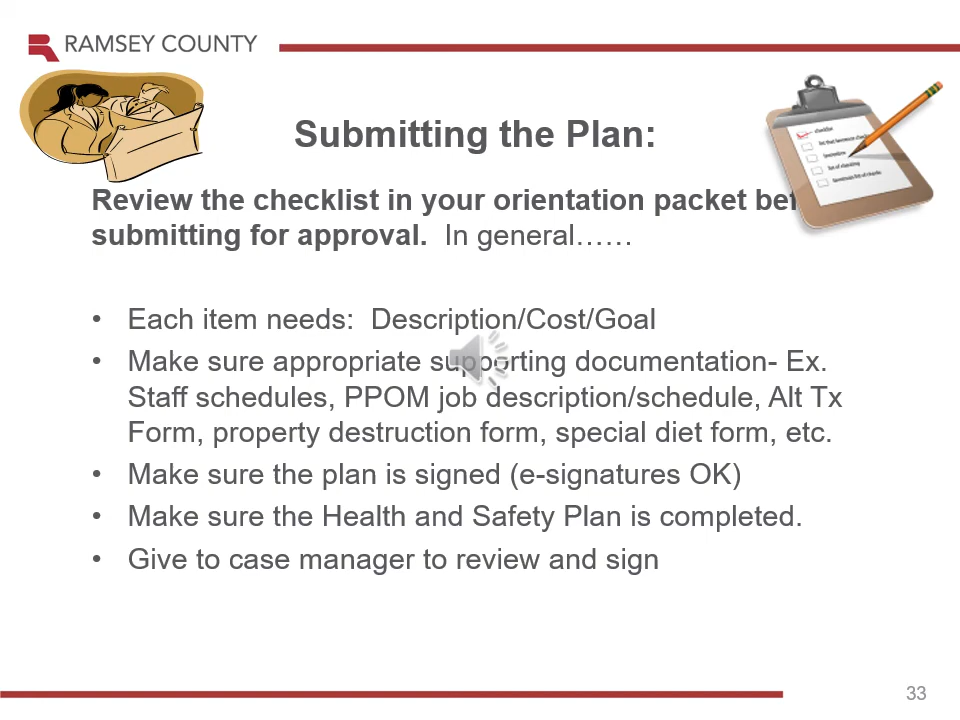 RAMSEY COUNTY
Submitting the Plan:
Review the checklist in your orientation packet
submitting for approval.  In general……
• Each item needs:  Description/Cost/Goal
• Make sure appropriate supporting documentation- Ex.
Staff schedules, PPOM job description/schedule, Alt Tx
Form, property destruction form, special diet form, etc.
• Make sure the plan is signed (e-signatures OK)
• Make sure the Health and Safety Plan is completed.
• Give to case manager to review and sign
checklist
33